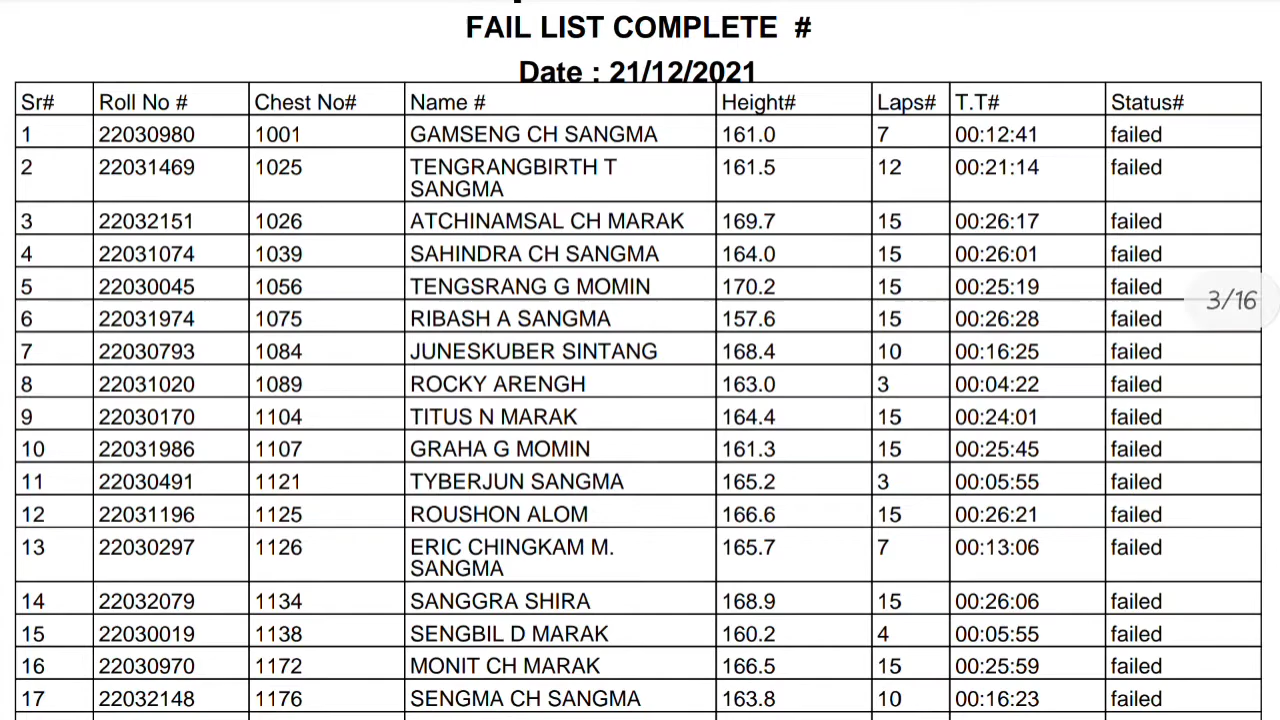 FAIL LIST COMPLETE #
Date : 21/12/2021
Sr# Roll No # Chest No# Name # Height# Laps# T.T# Status#
1 22030980 1001 GAMSENG CH SANGMA 161.0 7 00:12:41 failed
2 22031469 1025 TENGRANGBIRTH T 161.5 12 00:21:14 failed
SANGMA
3 22032151 1026 ATCHINAMSAL CH MARAK 169.7 15 00:26:17 failed
4 22031074 1039 SAHINDRA CH SANGMA 164.0 15 00:26:01 failed
5 22030045 1056 TENGSRANG G MOMIN 170.2 15 00:25:19 failed
3/16
6 22031974 1075 RIBASH A SANGMA 157.6 15 00:26:28 failed
7 22030793 1084 JUNESKUBER SINTANG 168.4 10 00:16:25 failed
8 22031020 1089 ROCKY ARENGH 163.0 3 00:04:22 failed
9 22030170 1104 TITUS N MARAK 164.4 15 00:24:01 failed
10 22031986 1107 GRAHA G MOMIN 161.3 15 00:25:45 failed
11 22030491 1121 TYBERJUN SANGMA 165.2 3 00:05:55 failed
12 22031196 1125 ROUSHON ALOM 166.6 15 00:26:21 failed
13 22030297 1126 ERIC CHINGKAM M. 165.7 7 00:13:06 failed
SANGMA
14 22032079 1134 SANGGRA SHIRA 168.9 15 00:26:06 failed
15 22030019 1138 SENGBIL D MARAK 160.2 4 00:05:55 failed
16 22030970 1172 MONIT CH MARAK 166.5 15 00:25:59 failed
17 22032148 1176 SENGMA CH SANGMA 163.8 10 00:16:23 failed